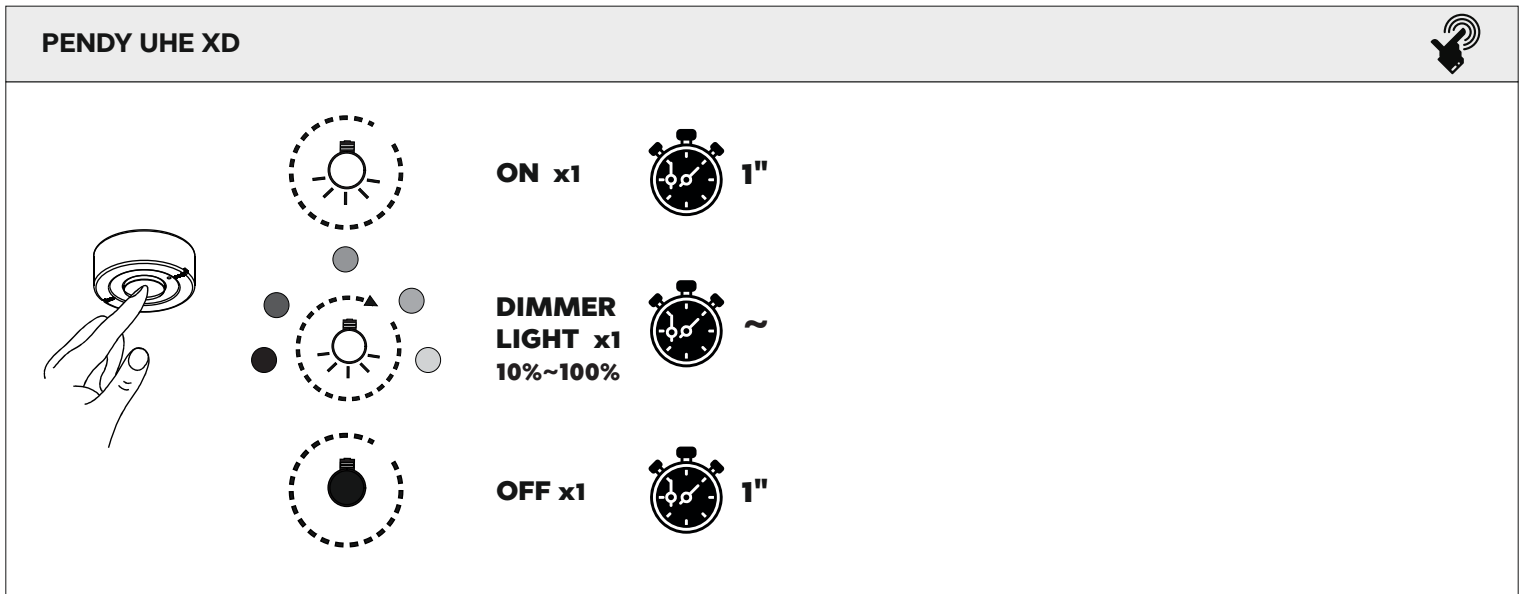 PENDY UHE XD
ON x1 1"
DIMMER
LIGHT x1 ~
10%~100%
OFF x1 1"